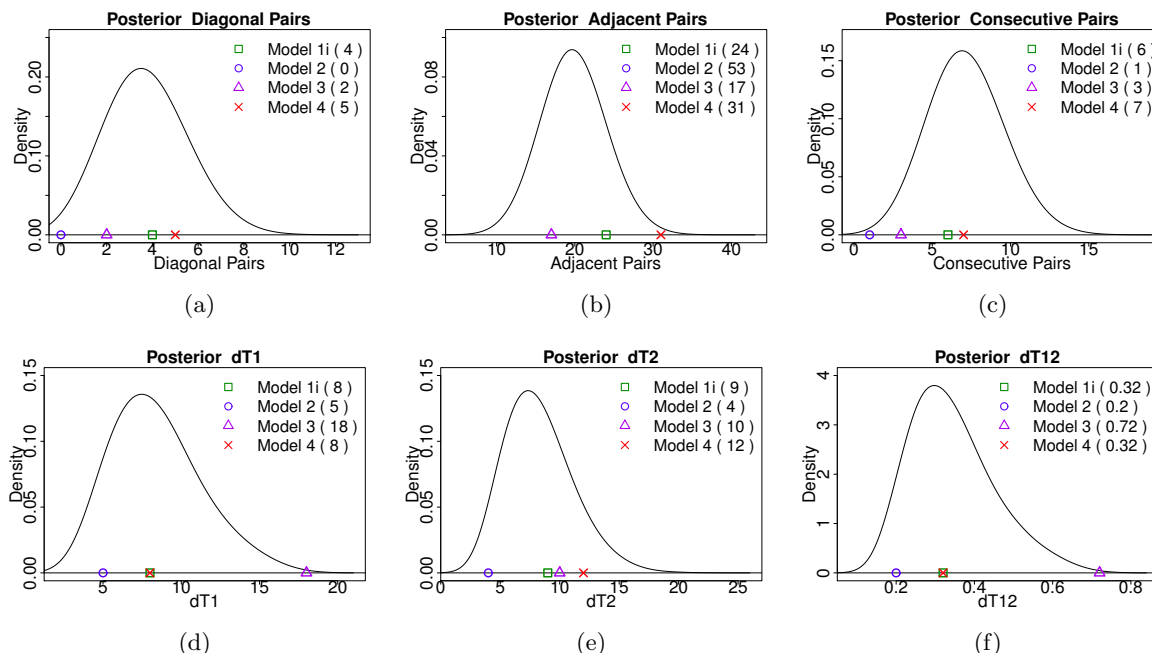 Posterior Diagonal Pairs
Density
0.00 0.10 0.20
Model 1i ( 4 )
Model 2 ( 0 )
Model 3 ( 2 )
Model 4 ( 5 )
0 2 4 6 8 10 12
Diagonal Pairs
(a)
Posterior Adjacent Pairs
Density
0.00 0.04 0.08
Model 1i ( 24 )
Model 2 ( 53 )
Model 3 ( 17 )
Model 4 ( 31 )
10 20 30 40
Adjacent Pairs
(b)
Posterior Consecutive Pairs
Density
0.00 0.05 0.10 0.15
Model 1i ( 6 )
Model 2 ( 1 )
Model 3 ( 3 )
Model 4 ( 7 )
0 5 10 15
Consecutive Pairs
(c)
Posterior dT1
Density
0.00 0.05 0.10 0.15
Model 1i ( 8 )
Model 2 ( 5 )
Model 3 ( 18 )
Model 4 ( 8 )
5 10 15 20
dT1
(d)
Posterior dT2
Density
0.00 0.05 0.10 0.15
Model 1i ( 9 )
Model 2 ( 4 )
Model 3 ( 10 )
Model 4 ( 12 )
0 5 10 15 20 25
dT2
(e)
Posterior dT12
Density
0 1 2 3 4
Model 1i ( 0.32 )
Model 2 ( 0.2 )
Model 3 ( 0.72 )
Model 4 ( 0.32 )
0.2 0.4 0.6 0.8
dT12
(f)